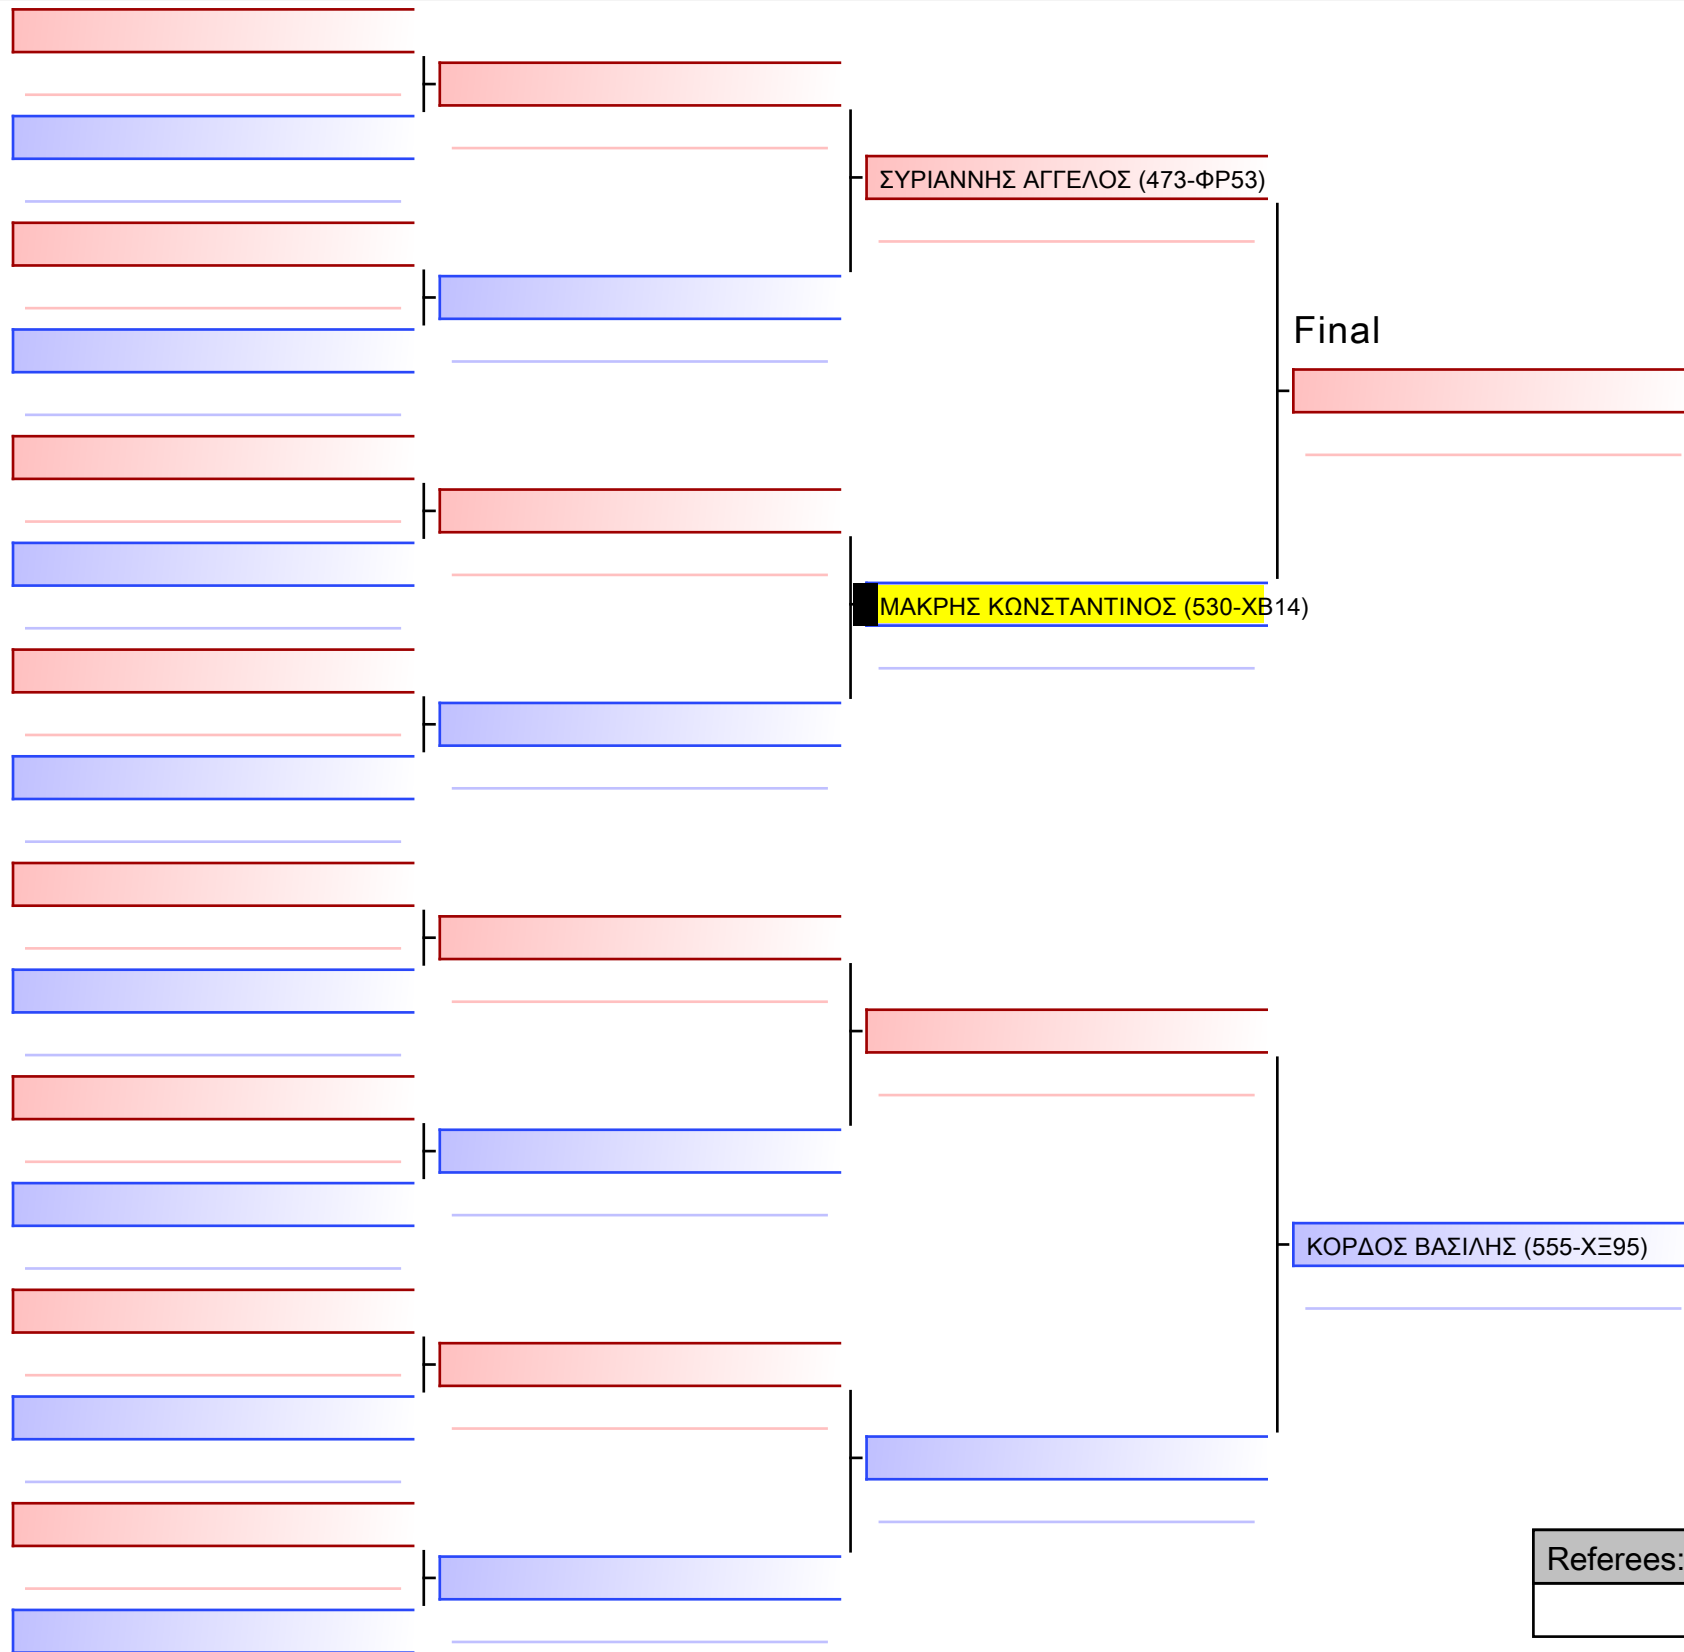 ΣΥΡΙΑΝΝΗΣ ΑΓΓΕΛΟΣ (473-ΦΡ53)
Final
ΜΑΚΡΗΣ ΚΩΝΣΤΑΝΤΙΝΟΣ (530-ΧΒ14)
ΚΟΡΔΟΣ ΒΑΣΙΛΗΣ (555-ΧΞ95)
Referees: